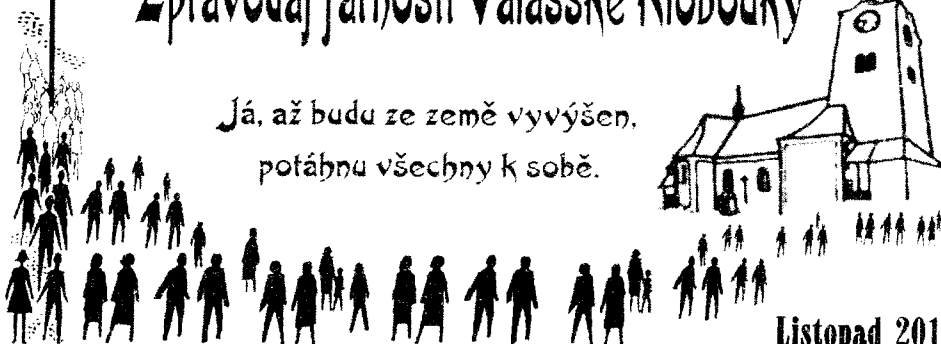 Zpravodaj farnosti Valašské Klobouky
Já, až budu ze země vyvýšen,
potáhnu všechny k sobě.
Listopad 201